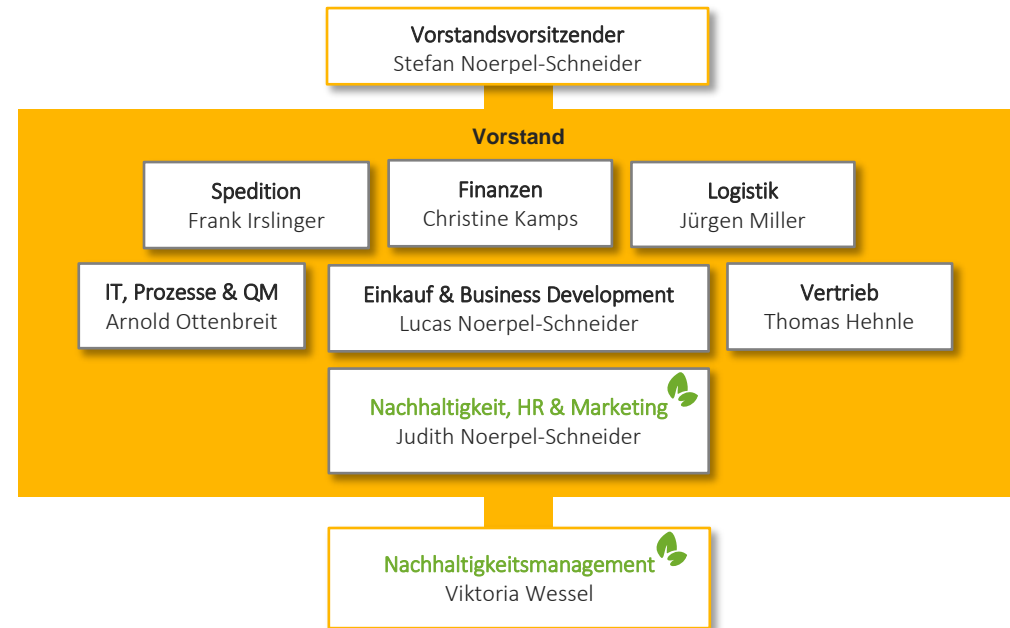 Vorstandsvorsitzender
Stefan Noerpel-Schneider
Vorstand
Spedition
Frank Irslinger
Finanzen
Christine Kamps
Logistik
Jürgen Miller
IT, Prozesse & QM
Arnold Ottenbreit
Einkauf & Business Development
Lucas Noerpel-Schneider
Vertrieb
Thomas Hehnle
Nachhaltigkeit, HR & Marketing
Judith Noerpel-Schneider
Nachhaltigkeitsmanagement
Viktoria Wessel